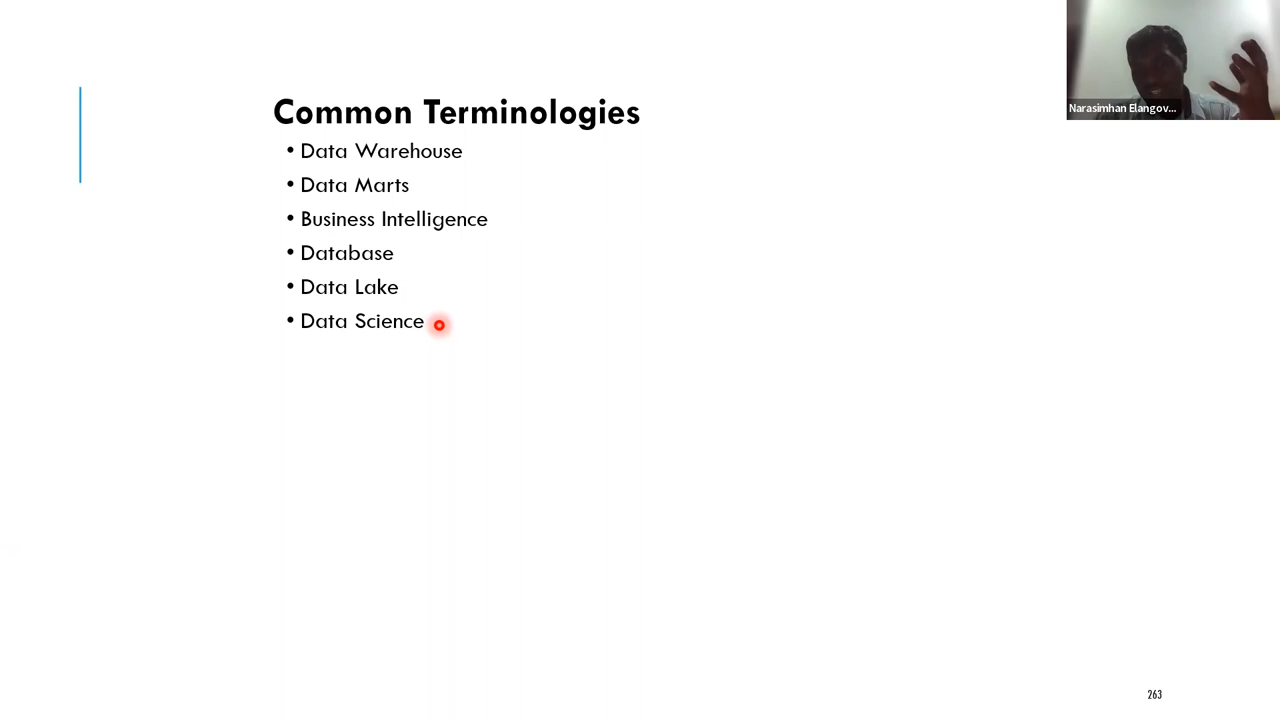 Common Terminologies
• Data Warehouse
• Data Marts
• Business Intelligence
• Database
• Data Lake
• Data Science
Narasimhan Elangov...
263